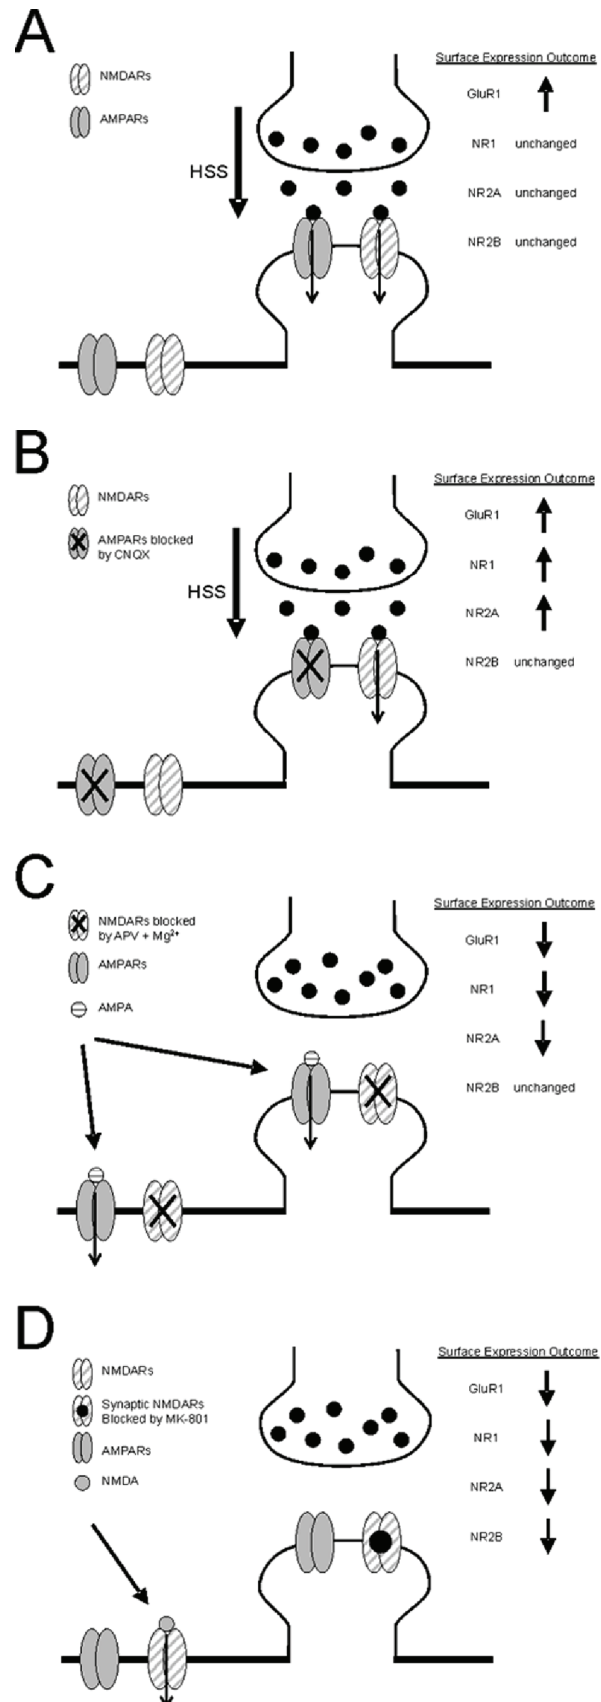 A
NMDARs
AMPARs
HSS
Surface Expression Outcome
GluR1
NR1 unchanged
NR2A unchanged
NR2B unchanged
B
NMDARs
AMPARs blocked
by CNQX
HSS
Surface Expression Outcome
GluR1
NR1
NR2A
NR2B unchanged
C
NMDARs blocked
by APV + Mg²⁺
AMPARs
AMPA
Surface Expression Outcome
GluR1
NR1
NR2A
NR2B unchanged
D
NMDARs
Synaptic NMDARs
Blocked by MK-801
AMPARs
NMDA
Surface Expression Outcome
GluR1
NR1
NR2A
NR2B